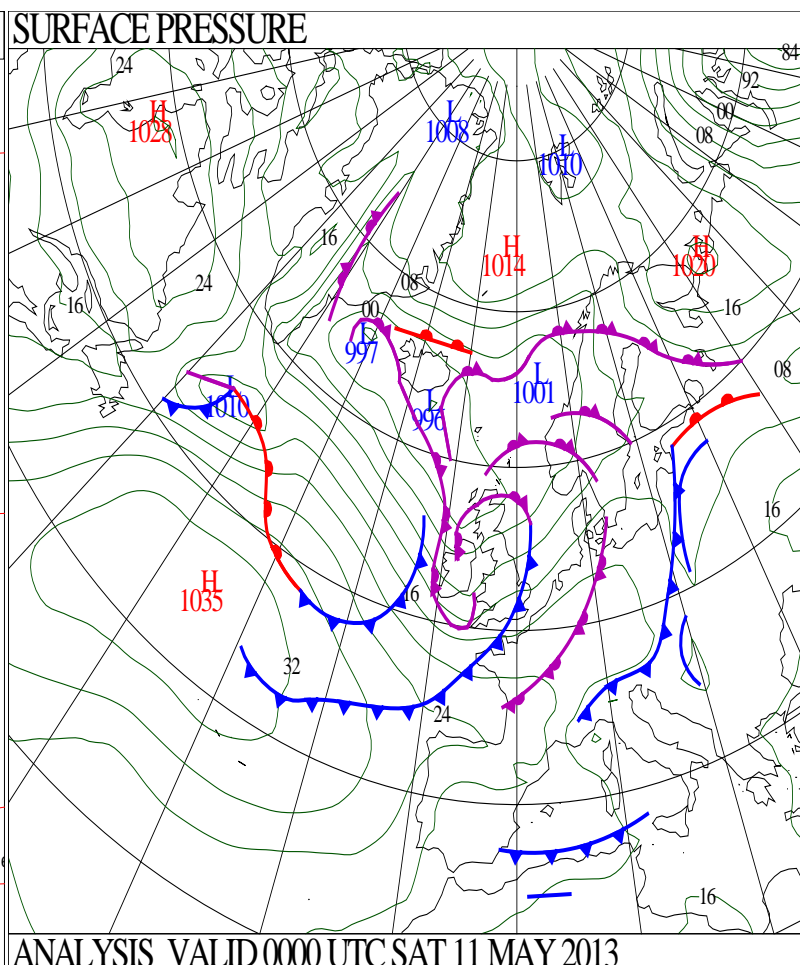 SURFACE PRESSURE
84
24
92
H
1028
L
1008
00
08
L
1010
16
H
1014
H
1020
24
08
16
16
00
L
997
08
L
1010
L
996
L
1001
16
H
1035
16
32
24
16
ANALYSIS VALID 0000 UTC SAT 11 MAY 2013